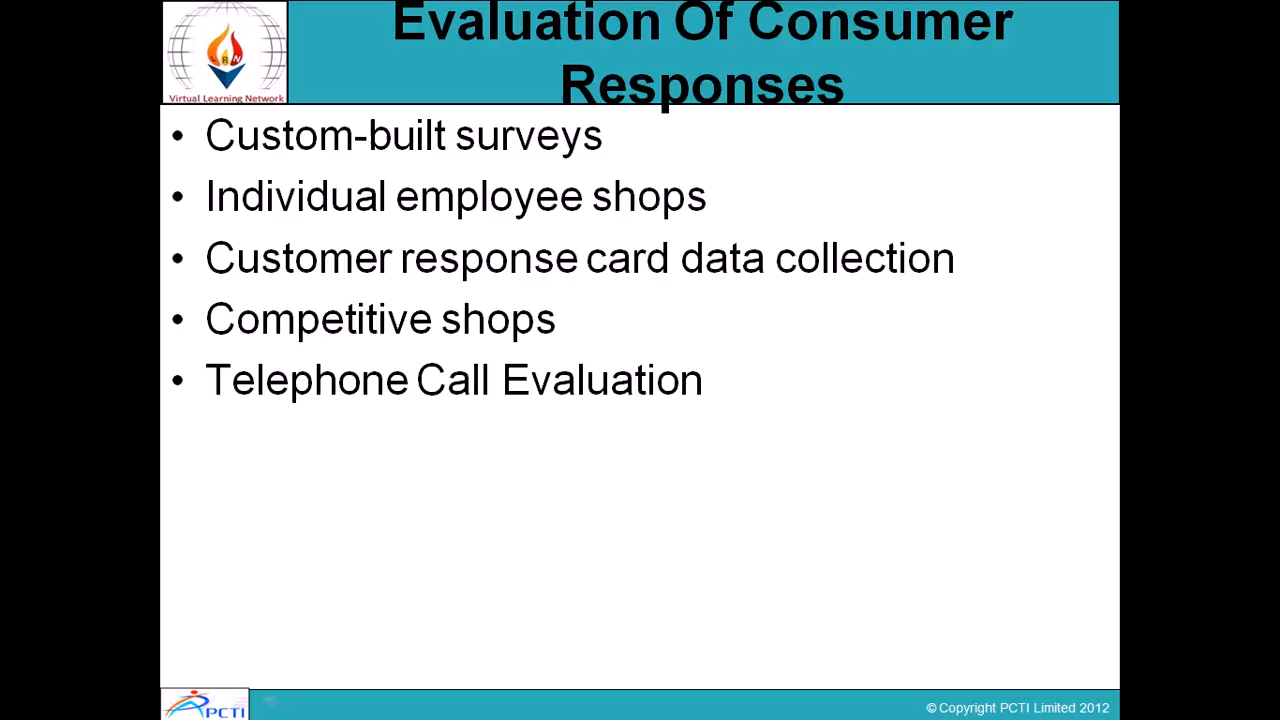 Evaluation Of Consumer
Responses
Virtual Learning Network
• Custom-built surveys
• Individual employee shops
• Customer response card data collection
• Competitive shops
• Telephone Call Evaluation
PCTI
© Copyright PCTI Limited 2012